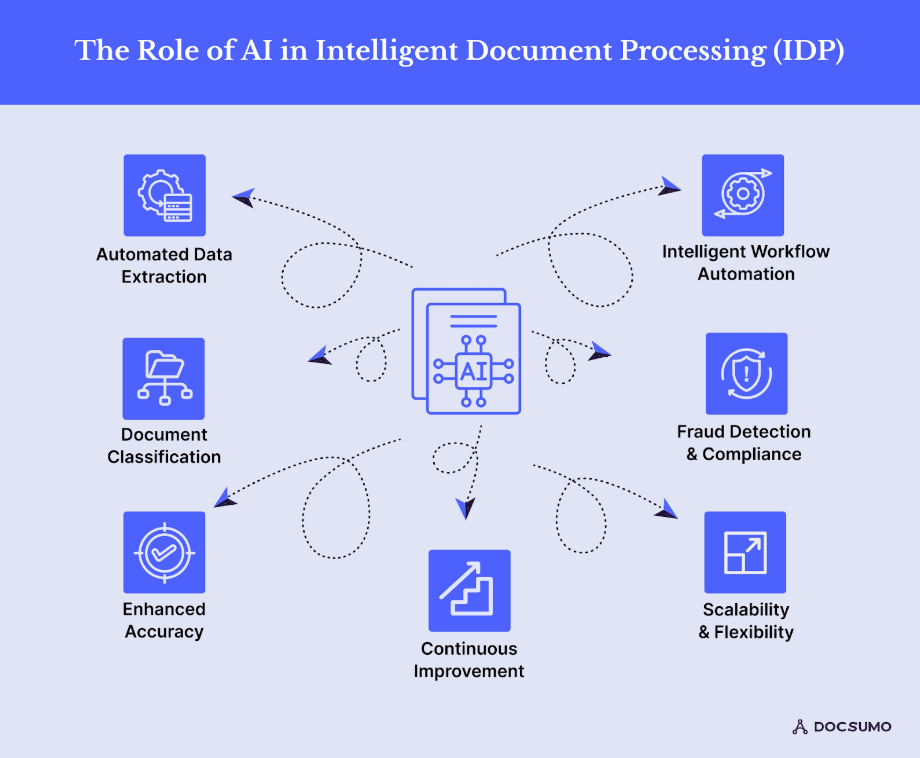 The Role of AI in Intelligent Document Processing (IDP)
Automated Data
Extraction
Intelligent Workflow
Automation
AI
Document
Classification
Fraud Detection
& Compliance
Enhanced
Accuracy
Continuous
Improvement
Scalability
& Flexibility
DOCSUMO